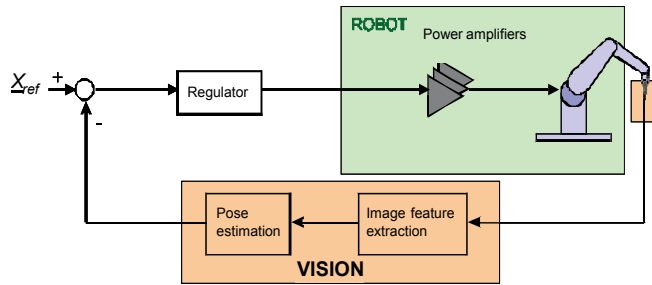 ROBOT
Power amplifiers
X_ref
+
-
Regulator
Pose
estimation
Image feature
extraction
VISION